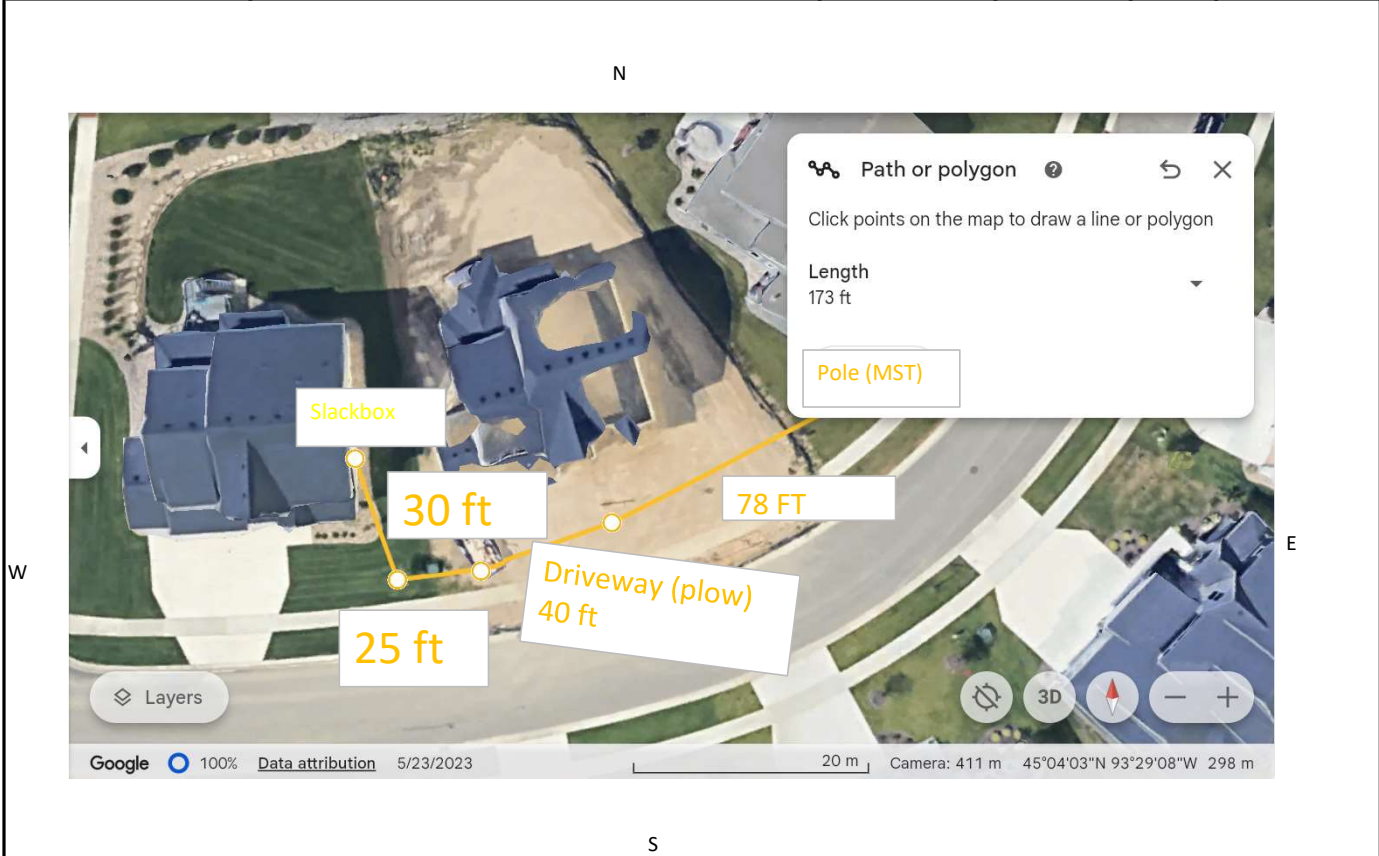 N
Path or polygon
Click points on the map to draw a line or polygon
Length
173 ft
Pole (MST)
Slackbox
30 ft
78 FT
E
W
Driveway (plow)
40 ft
25 ft
Layers
3D
Google 100% Data attribution 5/23/2023 20 m Camera: 411 m 45°04'03"N 93°29'08"W 298 m
S